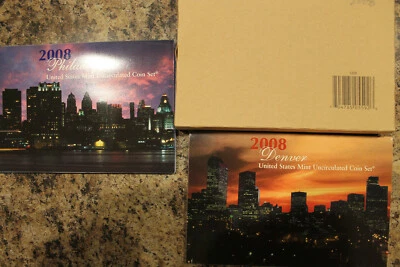 2008
Philadelphia
United States Mint Uncirculated Coin Set®
2008
Denver
United States Mint Uncirculated Coin Set®